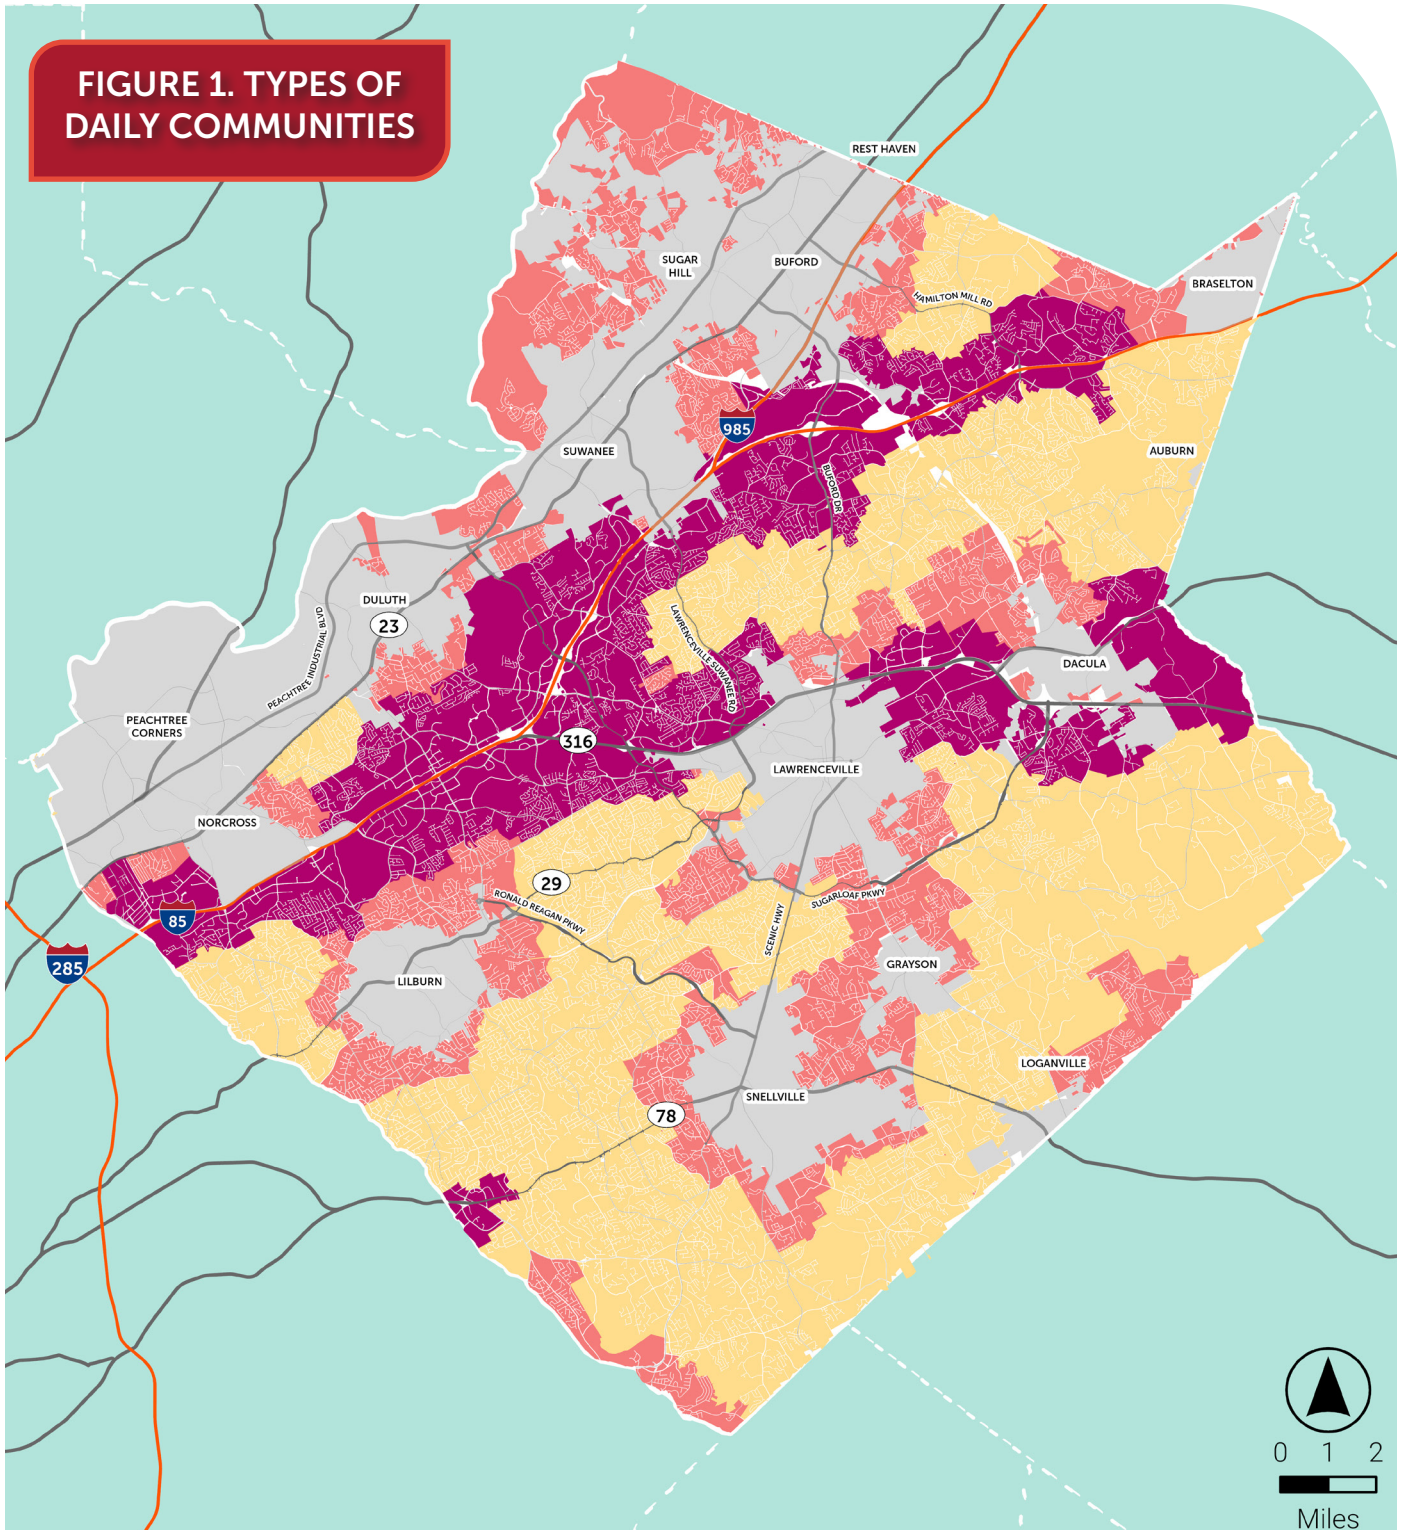 FIGURE 1. TYPES OF
DAILY COMMUNITIES
REST HAVEN
SUGAR
HILL
BUFORD
BRASELTON
HAMILTON MILL RD
985
SUWANEE
AUBURN
BUFORD DR
DULUTH
23
PEACHTREE INDUSTRIAL BLVD
LAWRENCEVILLE SUWANEE RD
DACULA
PEACHTREE
CORNERS
316
LAWRENCEVILLE
NORCROSS
29
RONALD REAGAN PKWY
SUGARLOAF PKWY
85
SCENIC HWY
285
LILBURN
GRAYSON
LOGANVILLE
SNELLVILLE
78
0 1 2
Miles